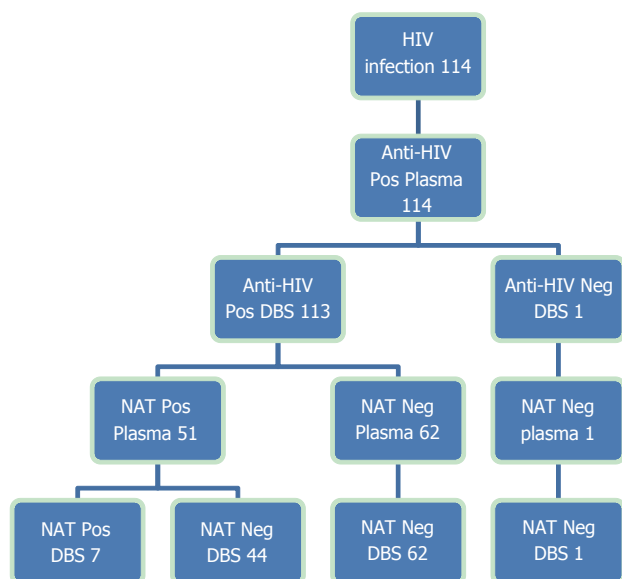 HIV
infection 114
Anti-HIV
Pos Plasma
114
Anti-HIV
Pos DBS 113
Anti-HIV Neg
DBS 1
NAT Pos
Plasma 51
NAT Neg
Plasma 62
NAT Neg
plasma 1
NAT Pos
DBS 7
NAT Neg
DBS 44
NAT Neg
DBS 62
NAT Neg
DBS 1